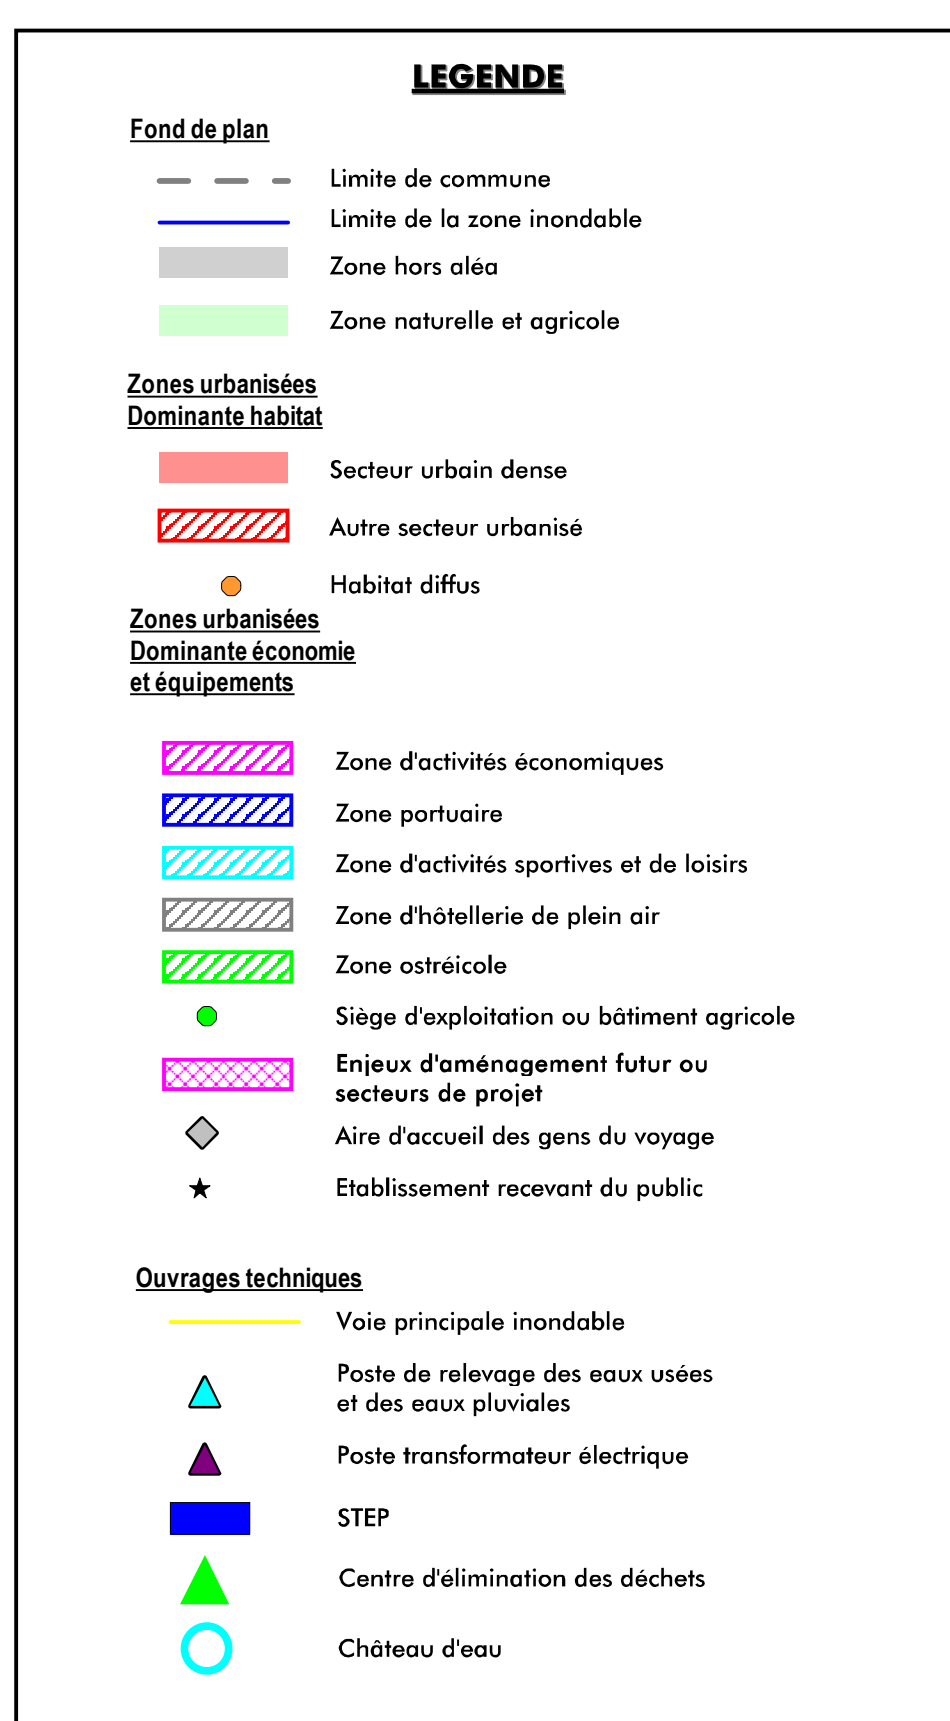 LEGENDE
Fond de plan
Limite de commune
Limite de la zone inondable
Zone hors aléa
Zone naturelle et agricole
Zones urbanisées
Dominante habitat
Secteur urbain dense
Autre secteur urbanisé
Habitat diffus
Zones urbanisées
Dominante économie
et équipements
Zone d'activités économiques
Zone portuaire
Zone d'activités sportives et de loisirs
Zone d'hôtellerie de plein air
Zone ostréicole
Siège d'exploitation ou bâtiment agricole
Enjeux d'aménagement futur ou
secteurs de projet
Aire d'accueil des gens du voyage
Etablissement recevant du public
Ouvrages techniques
Voie principale inondable
Poste de relevage des eaux usées
et des eaux pluviales
Poste transformateur électrique
STEP
Centre d'élimination des déchets
Château d'eau